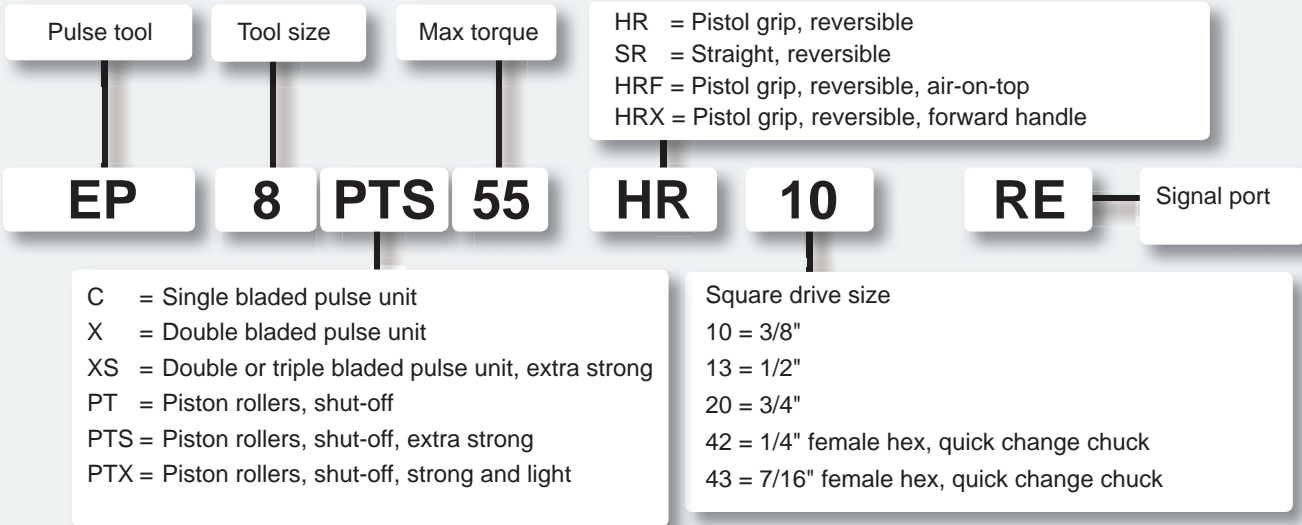 Pulse tool
Tool size
Max torque
HR = Pistol grip, reversible
SR = Straight, reversible
HRF = Pistol grip, reversible, air-on-top
HRX = Pistol grip, reversible, forward handle
EP 8 PTS 55 HR 10 RE
Signal port
C = Single bladed pulse unit
X = Double bladed pulse unit
XS = Double or triple bladed pulse unit, extra strong
PT = Piston rollers, shut-off
PTS = Piston rollers, shut-off, extra strong
PTX = Piston rollers, shut-off, strong and light
Square drive size
10 = 3/8"
13 = 1/2"
20 = 3/4"
42 = 1/4" female hex, quick change chuck
43 = 7/16" female hex, quick change chuck